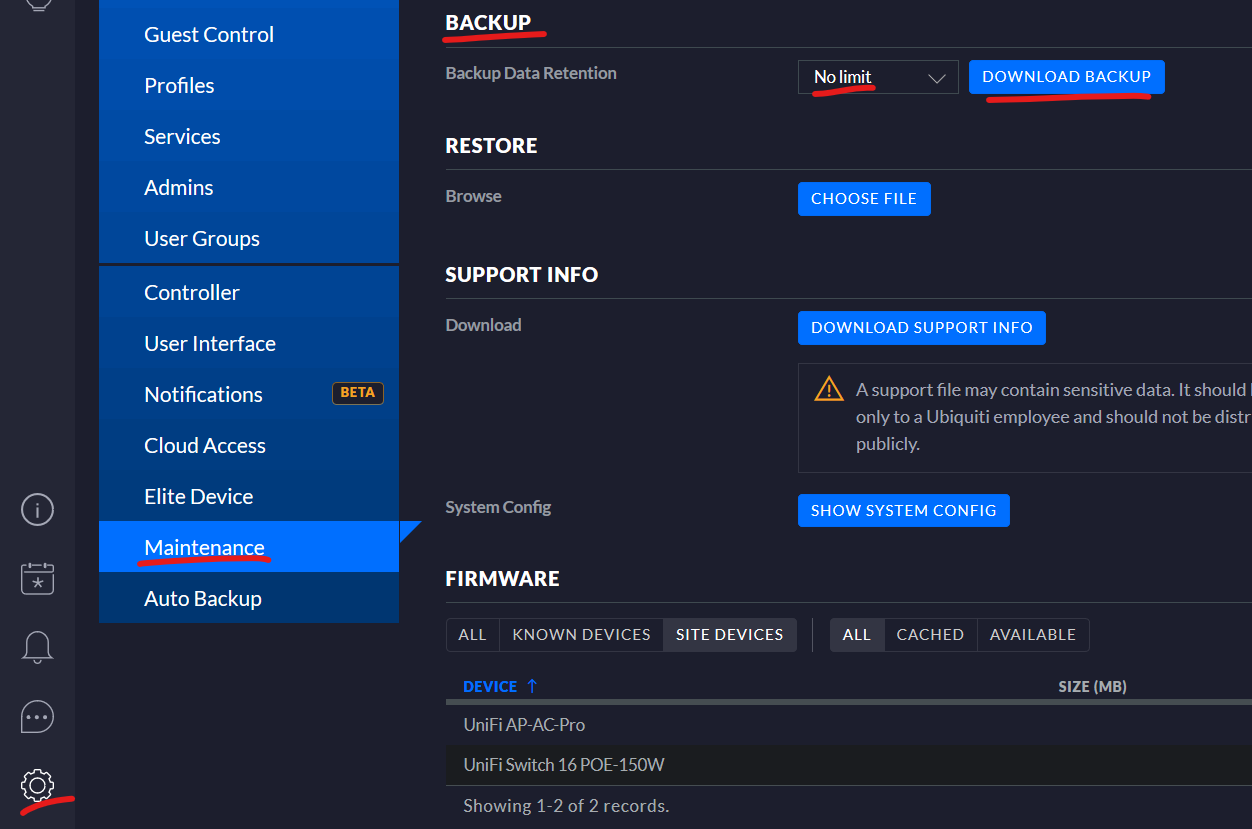 Guest Control
Profiles
Services
Admins
User Groups
Controller
User Interface
Notifications BETA
Cloud Access
Elite Device
Maintenance
Auto Backup
BACKUP
Backup Data Retention No limit DOWNLOAD BACKUP
RESTORE
Browse CHOOSE FILE
SUPPORT INFO
Download DOWNLOAD SUPPORT INFO
A support file may contain sensitive data. It should
only to a Ubiquiti employee and should not be distr
publicly.
System Config SHOW SYSTEM CONFIG
FIRMWARE
ALL KNOWN DEVICES SITE DEVICES ALL CACHED AVAILABLE
DEVICE ↑ SIZE (MB)
UniFi AP-AC-Pro
UniFi Switch 16 POE-150W
Showing 1-2 of 2 records.